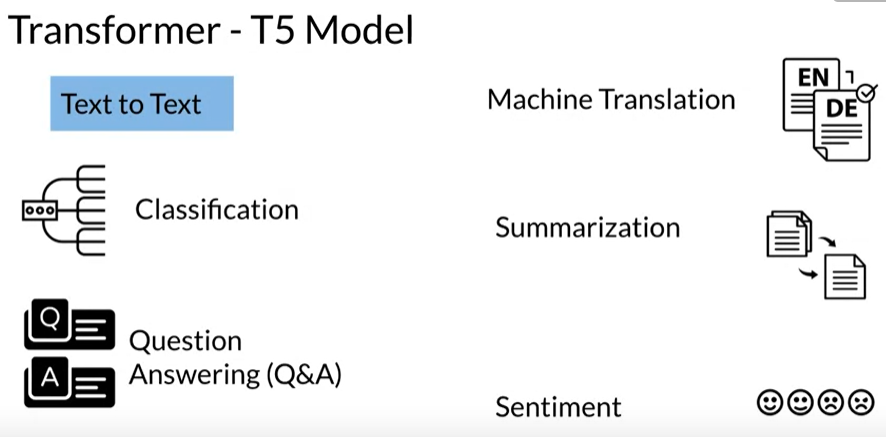 Transformer - T5 Model
Text to Text
Classification
Q
A
Question
Answering (Q&A)
Machine Translation
EN
DE
Summarization
Sentiment